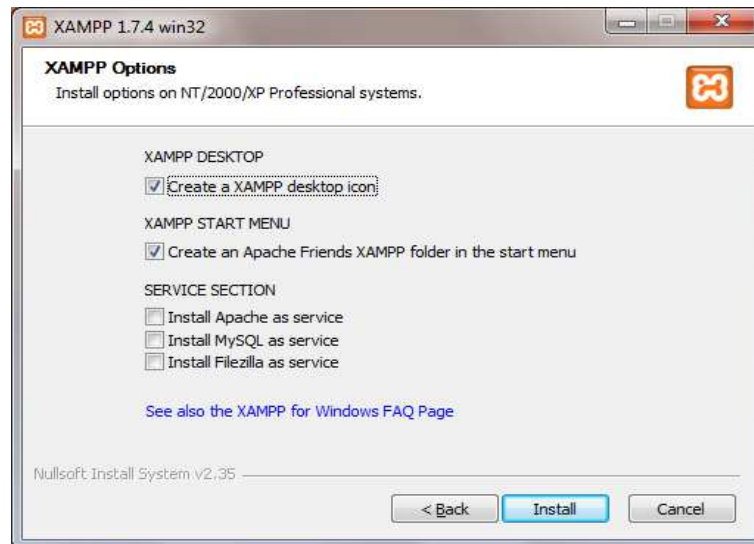 XAMPP 1.7.4 win32
XAMPP Options
Install options on NT/2000/XP Professional systems.
XAMPP DESKTOP
Create a XAMPP desktop icon
XAMPP START MENU
Create an Apache Friends XAMPP folder in the start menu
SERVICE SECTION
Install Apache as service
Install MySQL as service
Install Filezilla as service
See also the XAMPP for Windows FAQ Page
Nullsoft Install System v2.35
< Back Install Cancel